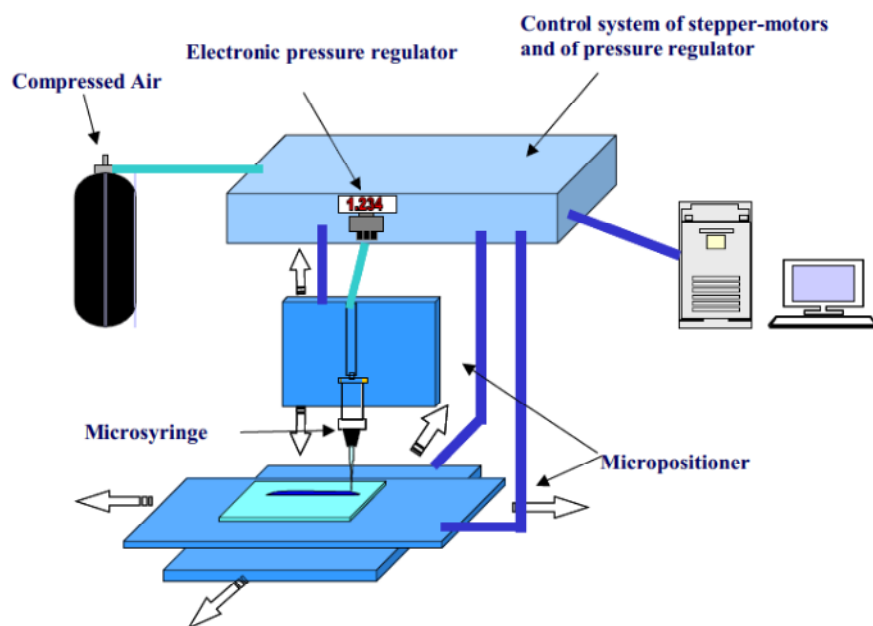 Control system of stepper-motors
and of pressure regulator
Electronic pressure regulator
Compressed Air
1.234
Microsyringe
Micropositioner